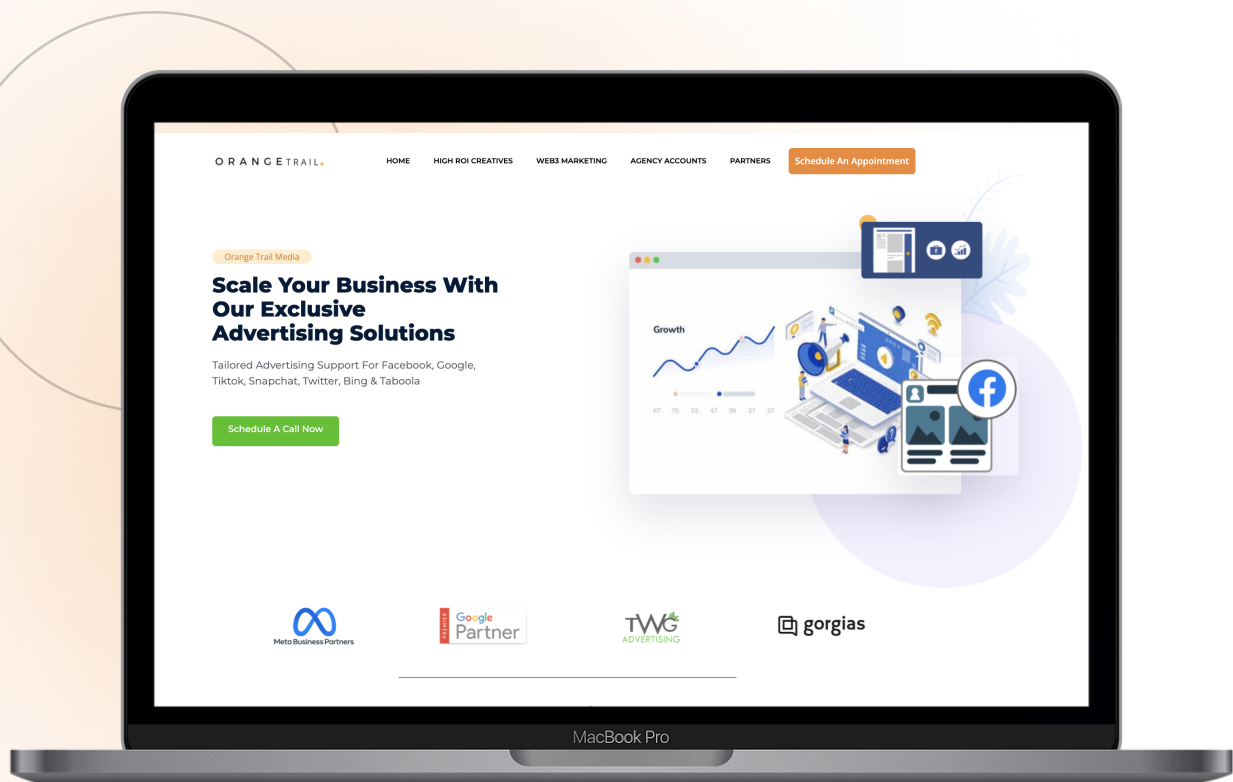 ORANGETRAIL.
HOME
HIGH ROI CREATIVES
WEB3 MARKETING
AGENCY ACCOUNTS
PARTNERS
Schedule An Appointment
Orange Trail Media
Scale Your Business With
Our Exclusive
Advertising Solutions
Tailored Advertising Support For Facebook, Google,
Tiktok, Snapchat, Twitter, Bing & Taboola
Schedule A Call Now
Growth
Meta Business Partners
PREMIER
Google
Partner
TWG
ADVERTISING
gorgias
MacBook Pro